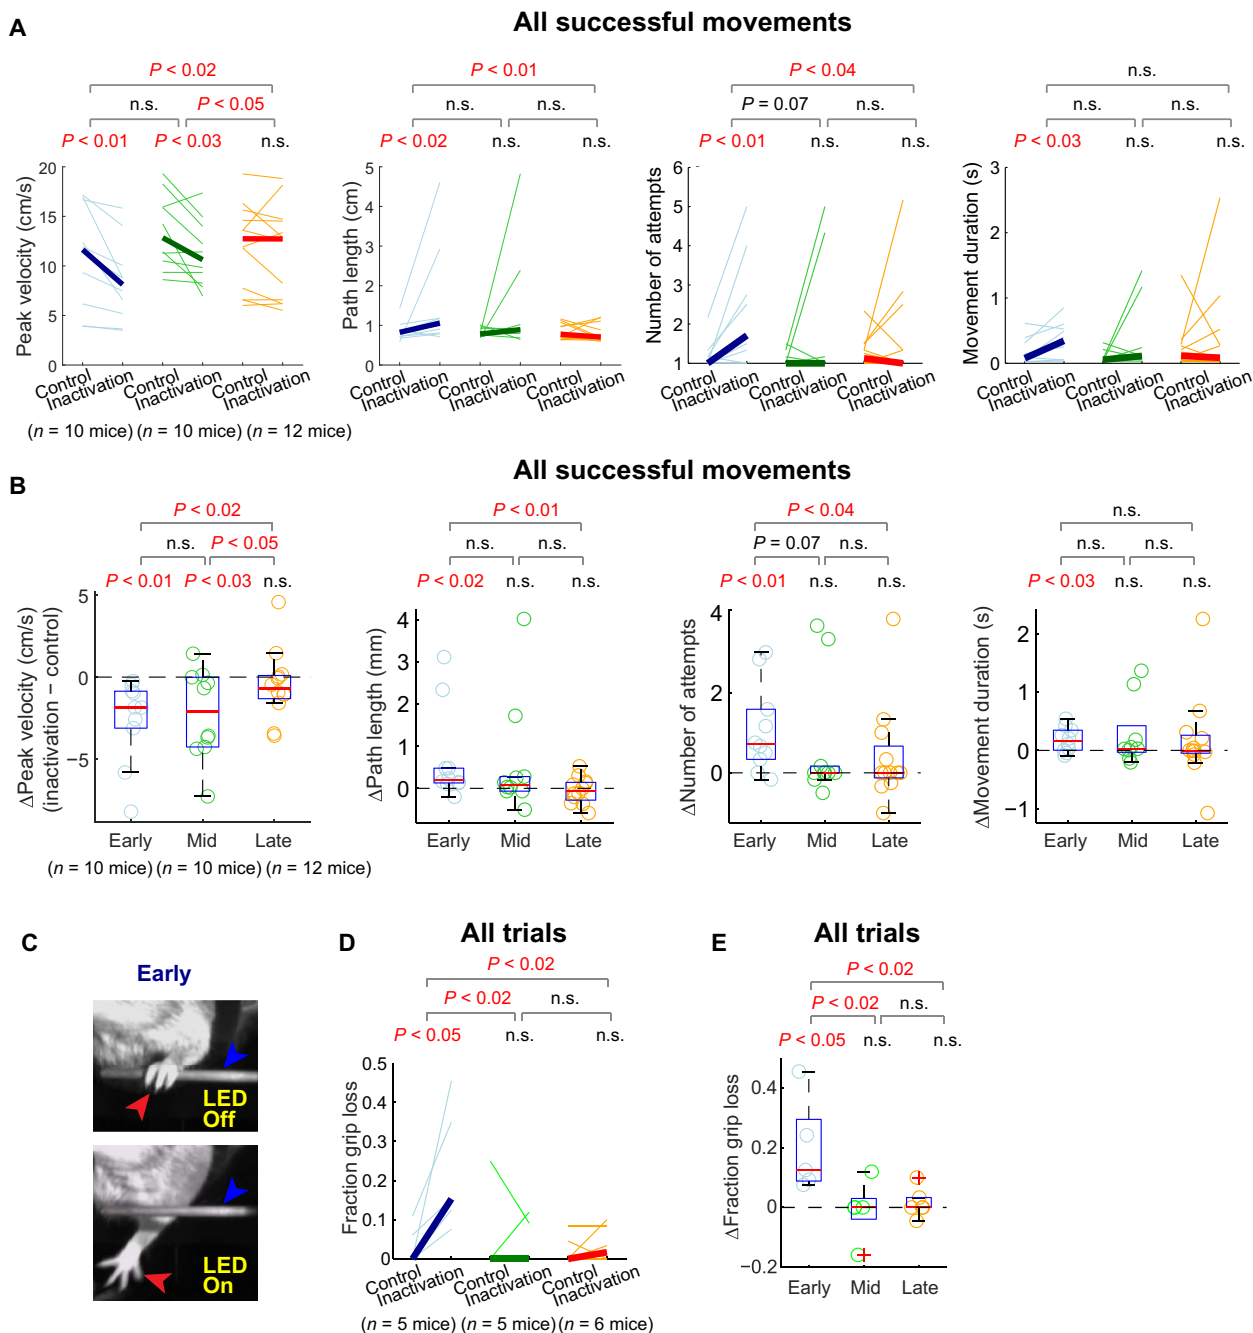 A
All successful movements
P < 0.02
n.s. P < 0.05
P < 0.01 P < 0.03 n.s.
Peak velocity (cm/s)
20
15
10
5
0
Control Inactivation Control Inactivation Control Inactivation
(n = 10 mice) (n = 10 mice) (n = 12 mice)
P < 0.01
n.s. n.s.
P < 0.02 n.s. n.s.
Path length (cm)
5
4
3
2
1
0
Control Inactivation Control Inactivation Control Inactivation
P < 0.04
P = 0.07 n.s.
P < 0.01 n.s. n.s.
Number of attempts
6
5
4
3
2
1
Control Inactivation Control Inactivation Control Inactivation
n.s.
n.s. n.s.
P < 0.03 n.s. n.s.
Movement duration (s)
3
2
1
0
Control Inactivation Control Inactivation Control Inactivation
B
All successful movements
P < 0.02
n.s. P < 0.05
P < 0.01 P < 0.03 n.s.
ΔPeak velocity (cm/s)
(inactivation − control)
5
0
−5
Early Mid Late
(n = 10 mice) (n = 10 mice) (n = 12 mice)
P < 0.01
n.s. n.s.
P < 0.02 n.s. n.s.
ΔPath length (mm)
4
3
2
1
0
Early Mid Late
P < 0.04
P = 0.07 n.s.
P < 0.01 n.s. n.s.
ΔNumber of attempts
4
2
0
Early Mid Late
n.s.
n.s. n.s.
P < 0.03 n.s. n.s.
ΔMovement duration (s)
2
1
0
−1
Early Mid Late
C
Early
LED
Off
LED
On
D
All trials
P < 0.02
P < 0.02 n.s.
P < 0.05 n.s. n.s.
Fraction grip loss
0.5
0.4
0.3
0.2
0.1
0
Control Inactivation Control Inactivation Control Inactivation
(n = 5 mice) (n = 5 mice) (n = 6 mice)
E
All trials
P < 0.02
P < 0.02 n.s.
P < 0.05 n.s. n.s.
ΔFraction grip loss
0.4
0.2
0
−0.2
Early Mid Late